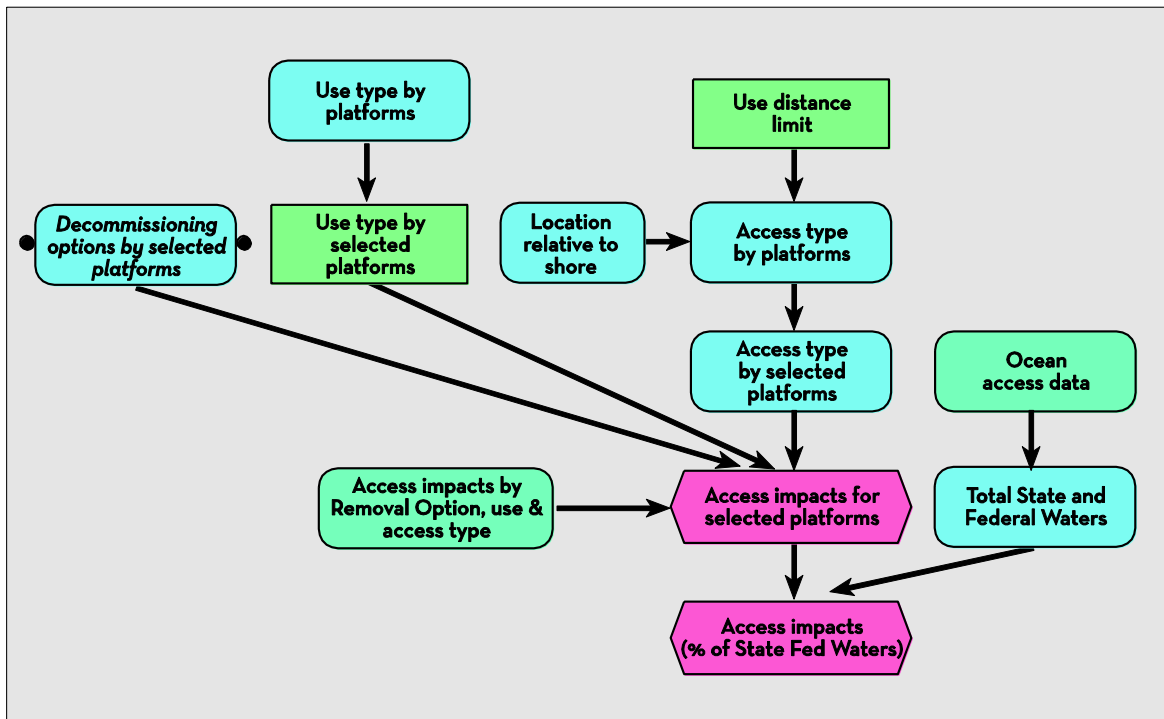 Use type by
platforms
Use distance
limit
Decommissioning
options by selected
platforms
Use type by
selected
platforms
Location
relative to
shore
Access type
by platforms
Access type
by selected
platforms
Ocean
access data
Access impacts by
Removal Option, use &
access type
Access impacts for
selected platforms
Total State and
Federal Waters
Access impacts
(% of State Fed Waters)